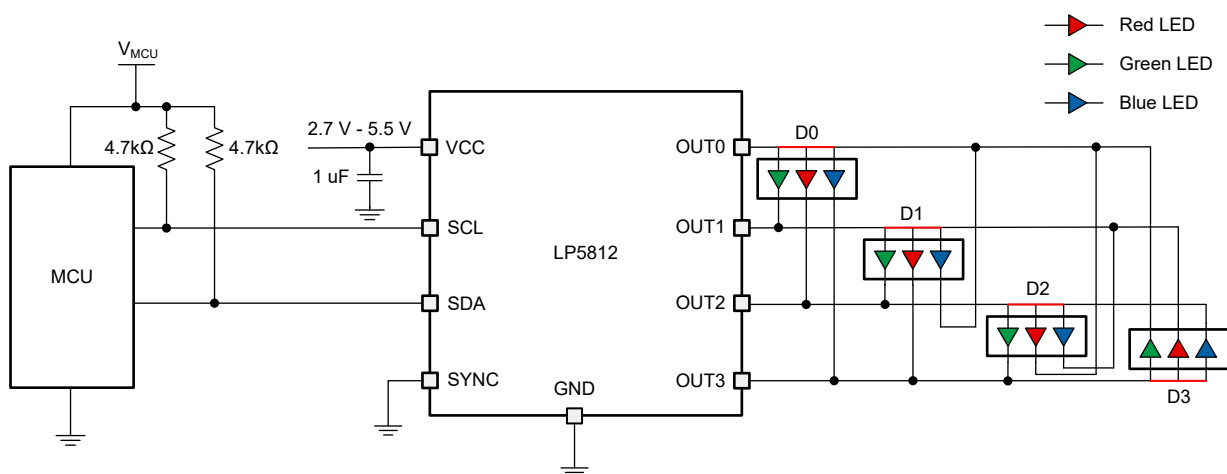 Red LED
Green LED
Blue LED
VMCU
4.7kΩ
4.7kΩ
2.7 V - 5.5 V
1 uF
MCU
VCC
SCL
SDA
SYNC
GND
LP5812
OUT0
OUT1
OUT2
OUT3
D0
D1
D2
D3